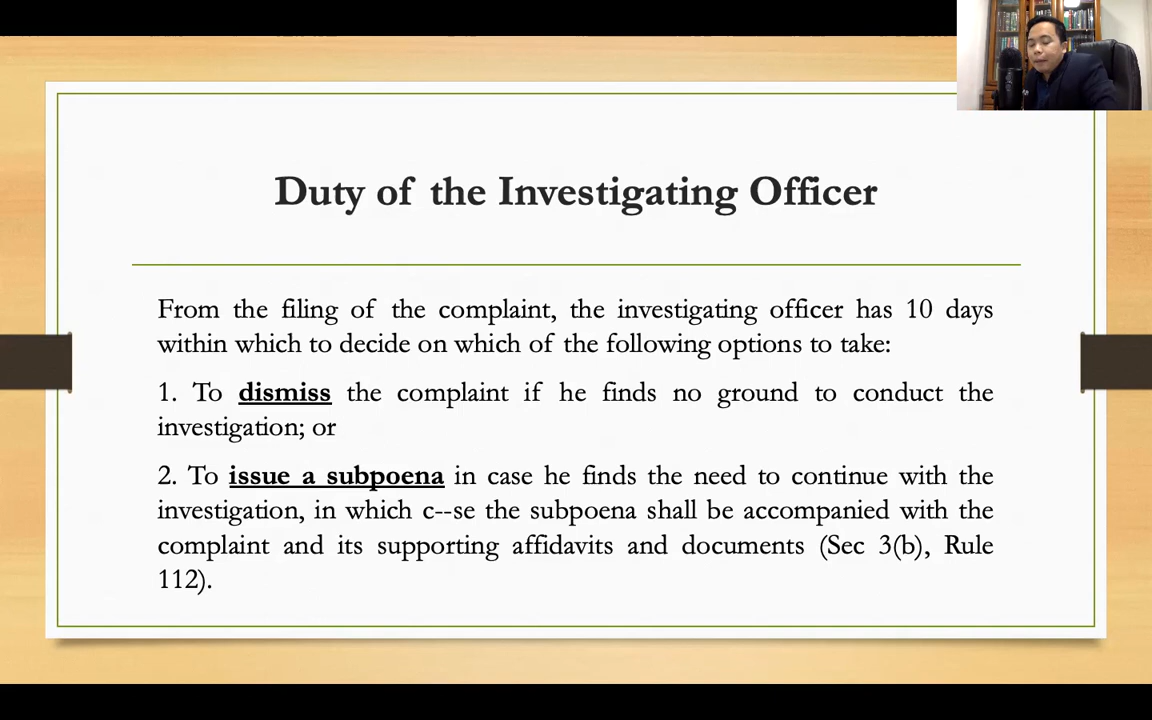 Duty of the Investigating Officer
From the filing of the complaint, the investigating officer has 10 days
within which to decide on which of the following options to take:
1. To dismiss the complaint if he finds no ground to conduct the
investigation; or
2. To issue a subpoena in case he finds the need to continue with the
investigation, in which c--se the subpoena shall be accompanied with the
complaint and its supporting affidavits and documents (Sec 3(b), Rule
112).